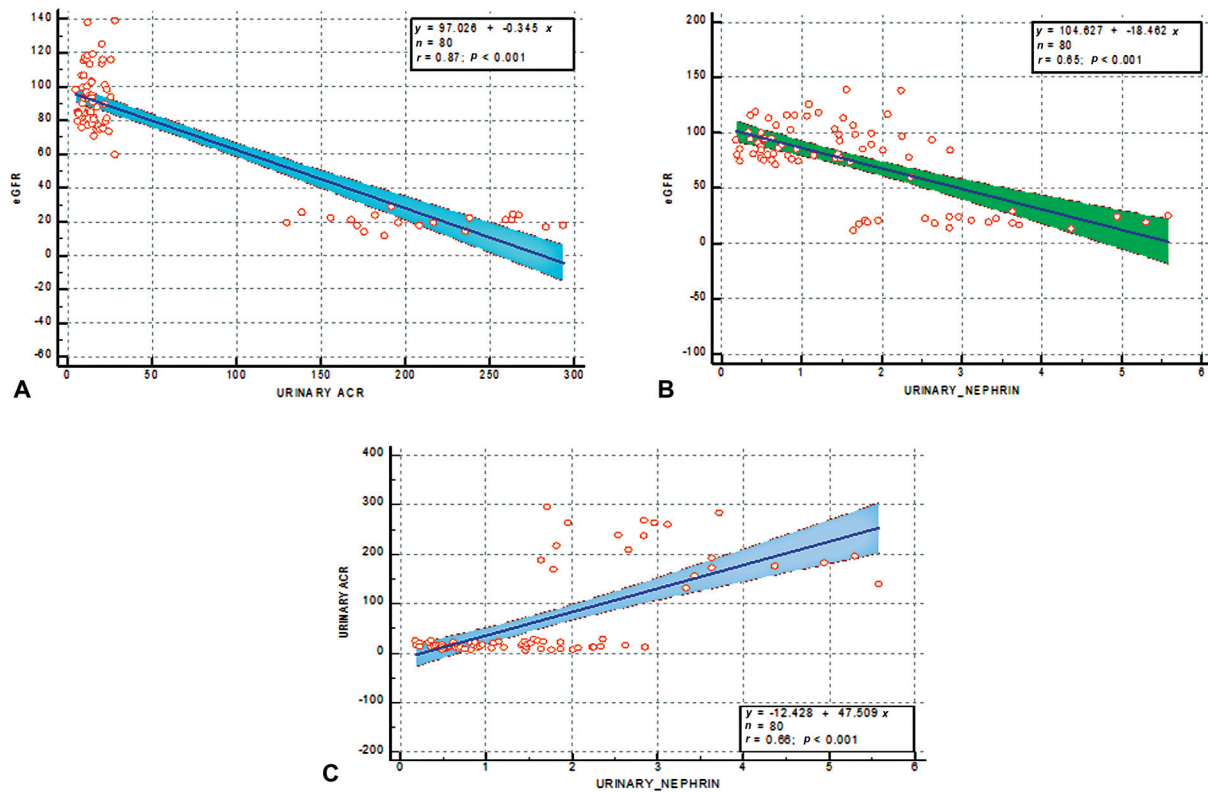 y = 97.026 + -0.345 x
n = 80
r = 0.87; p < 0.001
eGFR
140
120
100
80
60
40
20
0
-20
-40
-60
0 50 100 150 200 250 300
URINARY ACR
A
y = 104.627 + -18.462 x
n = 80
r = 0.65; p < 0.001
eGFR
200
150
100
50
0
-50
-100
0 1 2 3 4 5 6
URINARY_NEPHRIN
B
400
300
200
100
0
-100
-200
URINARY ACR
y = -12.428 + 47.509 x
n = 80
r = 0.66; p < 0.001
0 1 2 3 4 5 6
URINARY_NEPHRIN
C